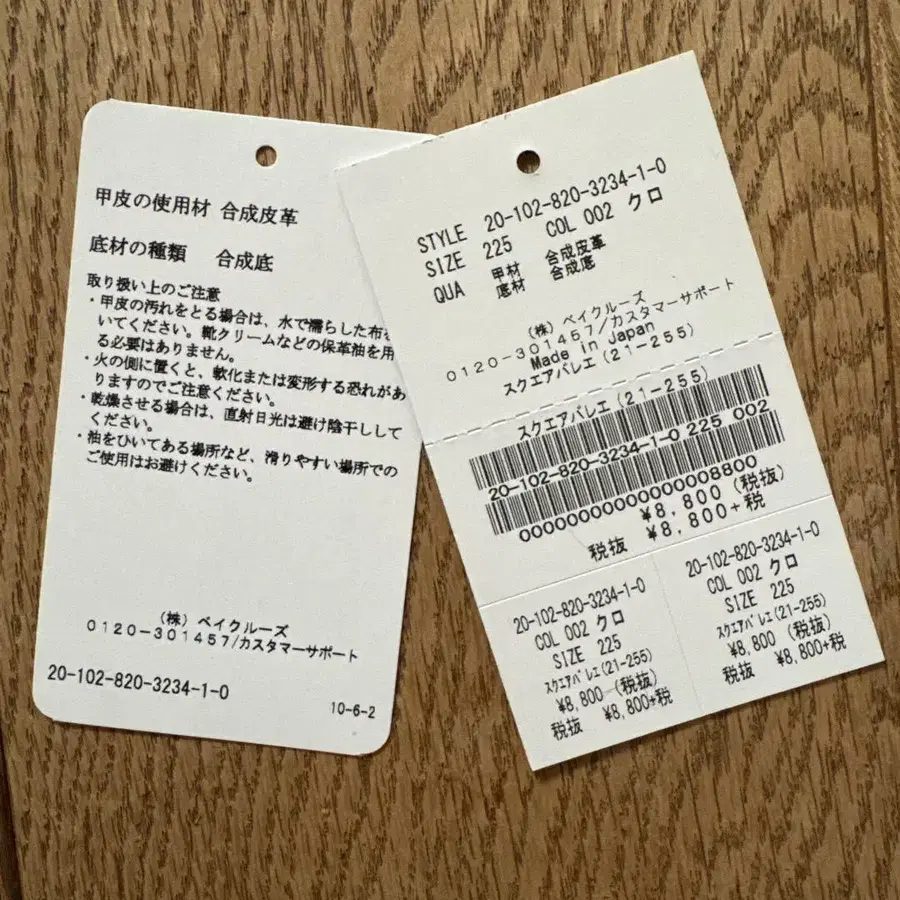 甲皮の使用材 合成皮革
底材の種類 合成底
取り扱い上のご注意
・甲皮の汚れをとる場合は、水で濡らした布を
いてください。靴クリームなどの保革油を用
る必要はありません。
・火の側に置くと、軟化または変形する恐れがあ
りますのでご注意ください。
・乾燥させる場合は、直射日光は避け陰干しして
ください。
・油をひいてある場所など、滑りやすい場所での
ご使用はお避けください。
(株) ベイクルーズ
0120-301457/カスタマーサポート
20-102-820-3234-1-0
10-6-2
STYLE 20-102-820-3234-1-0
SIZE 225 COL 002 クロ
QUA 甲材 合成皮革
底材 合成底
(株) ベイクルーズ
0120-301457/カスタマーサポート
Made in Japan
スクエアバレエ(21-255)
スクエアバレエ(21-255)
20-102-820-3234-1-0 225 002
0000000000000000008800
¥8,800 (税抜)
税抜 ¥8,800+税
20-102-820-3234-1-0
COL 002 クロ
SIZE 225
スクエアバレエ(21-255)
¥8,800 (税抜)
税抜 ¥8,800+税
20-102-820-3234-1-0
COL 002 クロ
SIZE 225
スクエアバレエ(21-255)
¥8,800 (税抜)
税抜 ¥8,800+税